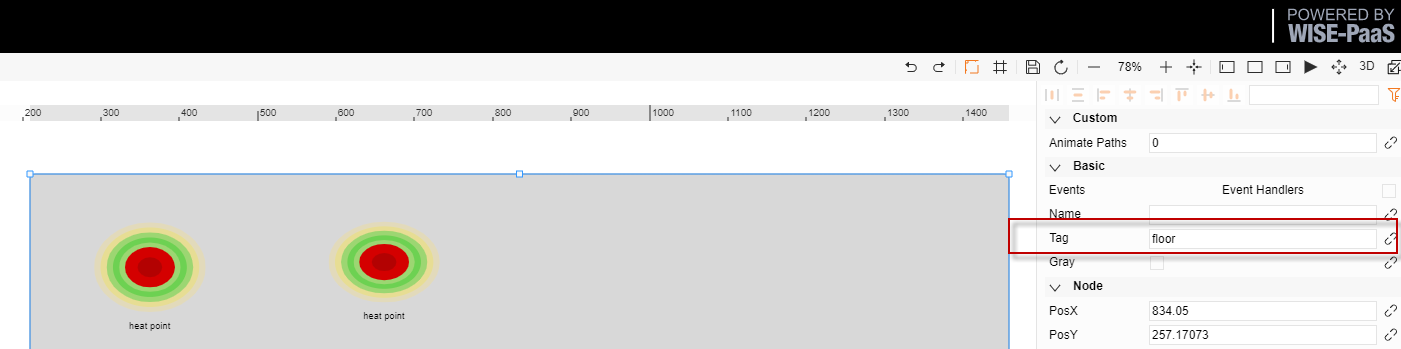 POWERED BY
WISE-PaaS
78%
3D
200 300 400 500 600 700 800 900 1000 1100 1200 1300 1400
Custom
Animate Paths 0
Basic
Events Event Handlers
Name
Tag floor
Gray
Node
PosX 834.05
PosY 257.17073
heat point
heat point